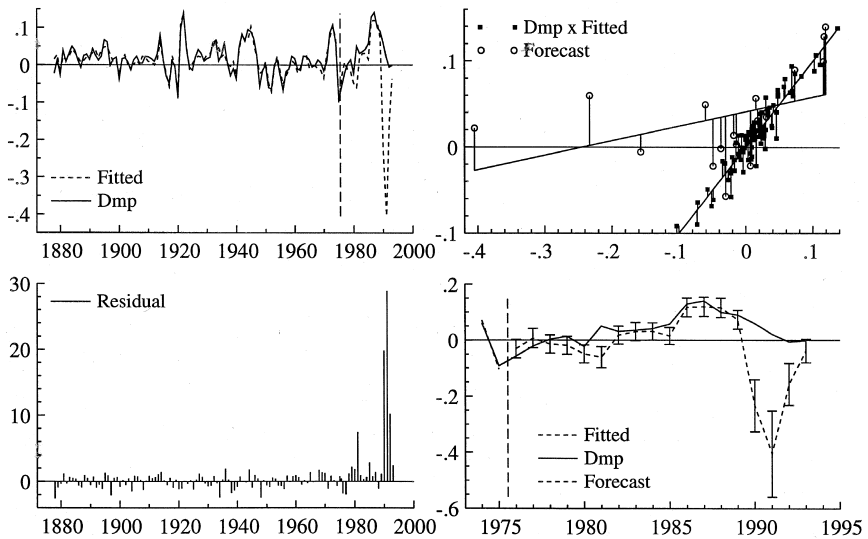 .1
0
-.1
-.2
-.3
-.4
Fitted
Dmp
1880 1900 1920 1940 1960 1980 2000
.1
0
-.1
Dmp x Fitted
Forecast
-.4 -.3 -.2 -.1 0 .1
30
20
10
0
Residual
1880 1900 1920 1940 1960 1980 2000
.2
0
-.2
-.4
-.6
Fitted
Dmp
Forecast
1975 1980 1985 1990 1995